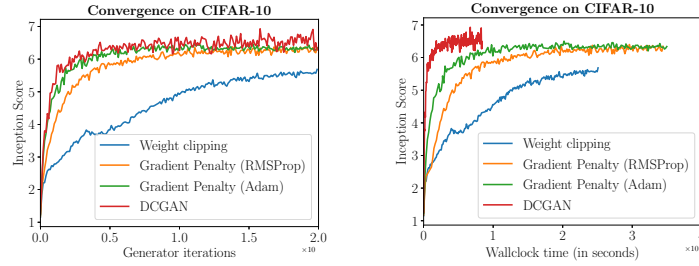 Convergence on CIFAR-10
7
6
5
4
3
2
1
Inception Score
Weight clipping
Gradient Penalty (RMSProp)
Gradient Penalty (Adam)
DCGAN
0.0 0.5 1.0 1.5 2.0
Generator iterations
×10
Convergence on CIFAR-10
7
6
5
4
3
2
1
Inception Score
Weight clipping
Gradient Penalty (RMSProp)
Gradient Penalty (Adam)
DCGAN
0 1 2 3
Wallclock time (in seconds)
×10